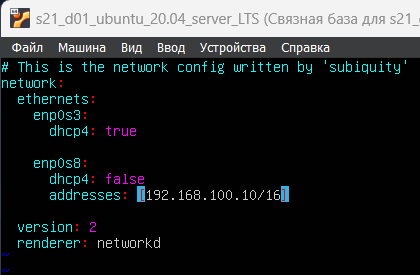 s21_d01_ubuntu_20.04_server_LTS (Связная база для s21_
Файл Машина Вид Ввод Устройства Справка
# This is the network config written by 'subiquity'
network:
  ethernets:
    enp0s3:
      dhcp4: true
    enp0s8:
      dhcp4: false
      addresses: [192.168.100.10/16]
  version: 2
  renderer: networkd
~
~